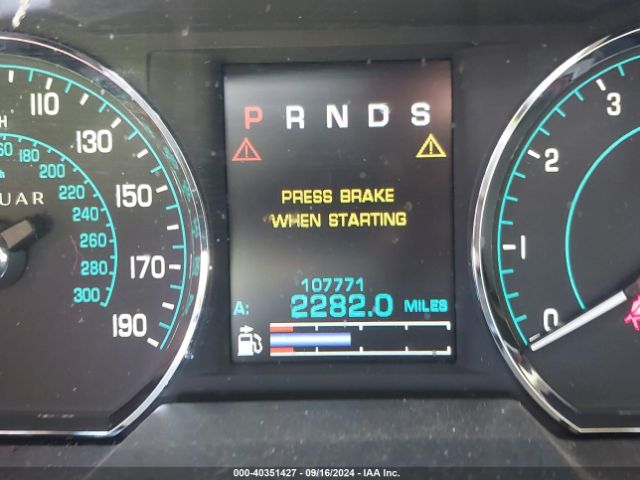 H
110
130
150
170
190
60
180
200
220
240
260
280
300
UAR
P R N D S
PRESS BRAKE
WHEN STARTING
107771
A: 2282.0 MILES
3
2
1
0
000-40351427 - 09/16/2024 - IAA Inc.